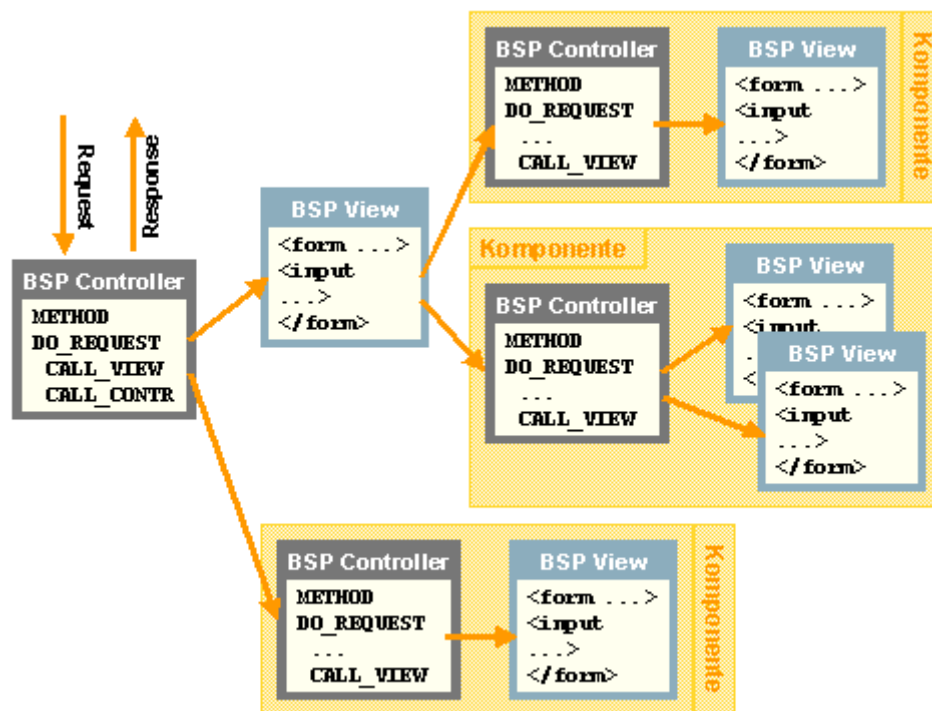 Request
Response
BSP Controller
METHOD
DO_REQUEST
CALL_VIEW
CALL_CONTR
BSP View
<form ...>
<input
...>
</form>
BSP Controller
METHOD
DO_REQUEST
...
CALL_VIEW
BSP View
<form ...>
<input
...>
</form>
Komponente
Komponente
BSP Controller
METHOD
DO_REQUEST
...
CALL_VIEW
BSP View
<form ...>
<input
.
<
BSP View
<form ...>
<input
...>
</form>
BSP Controller
METHOD
DO_REQUEST
...
CALL_VIEW
BSP View
<form ...>
<input
...>
</form>
Komponente